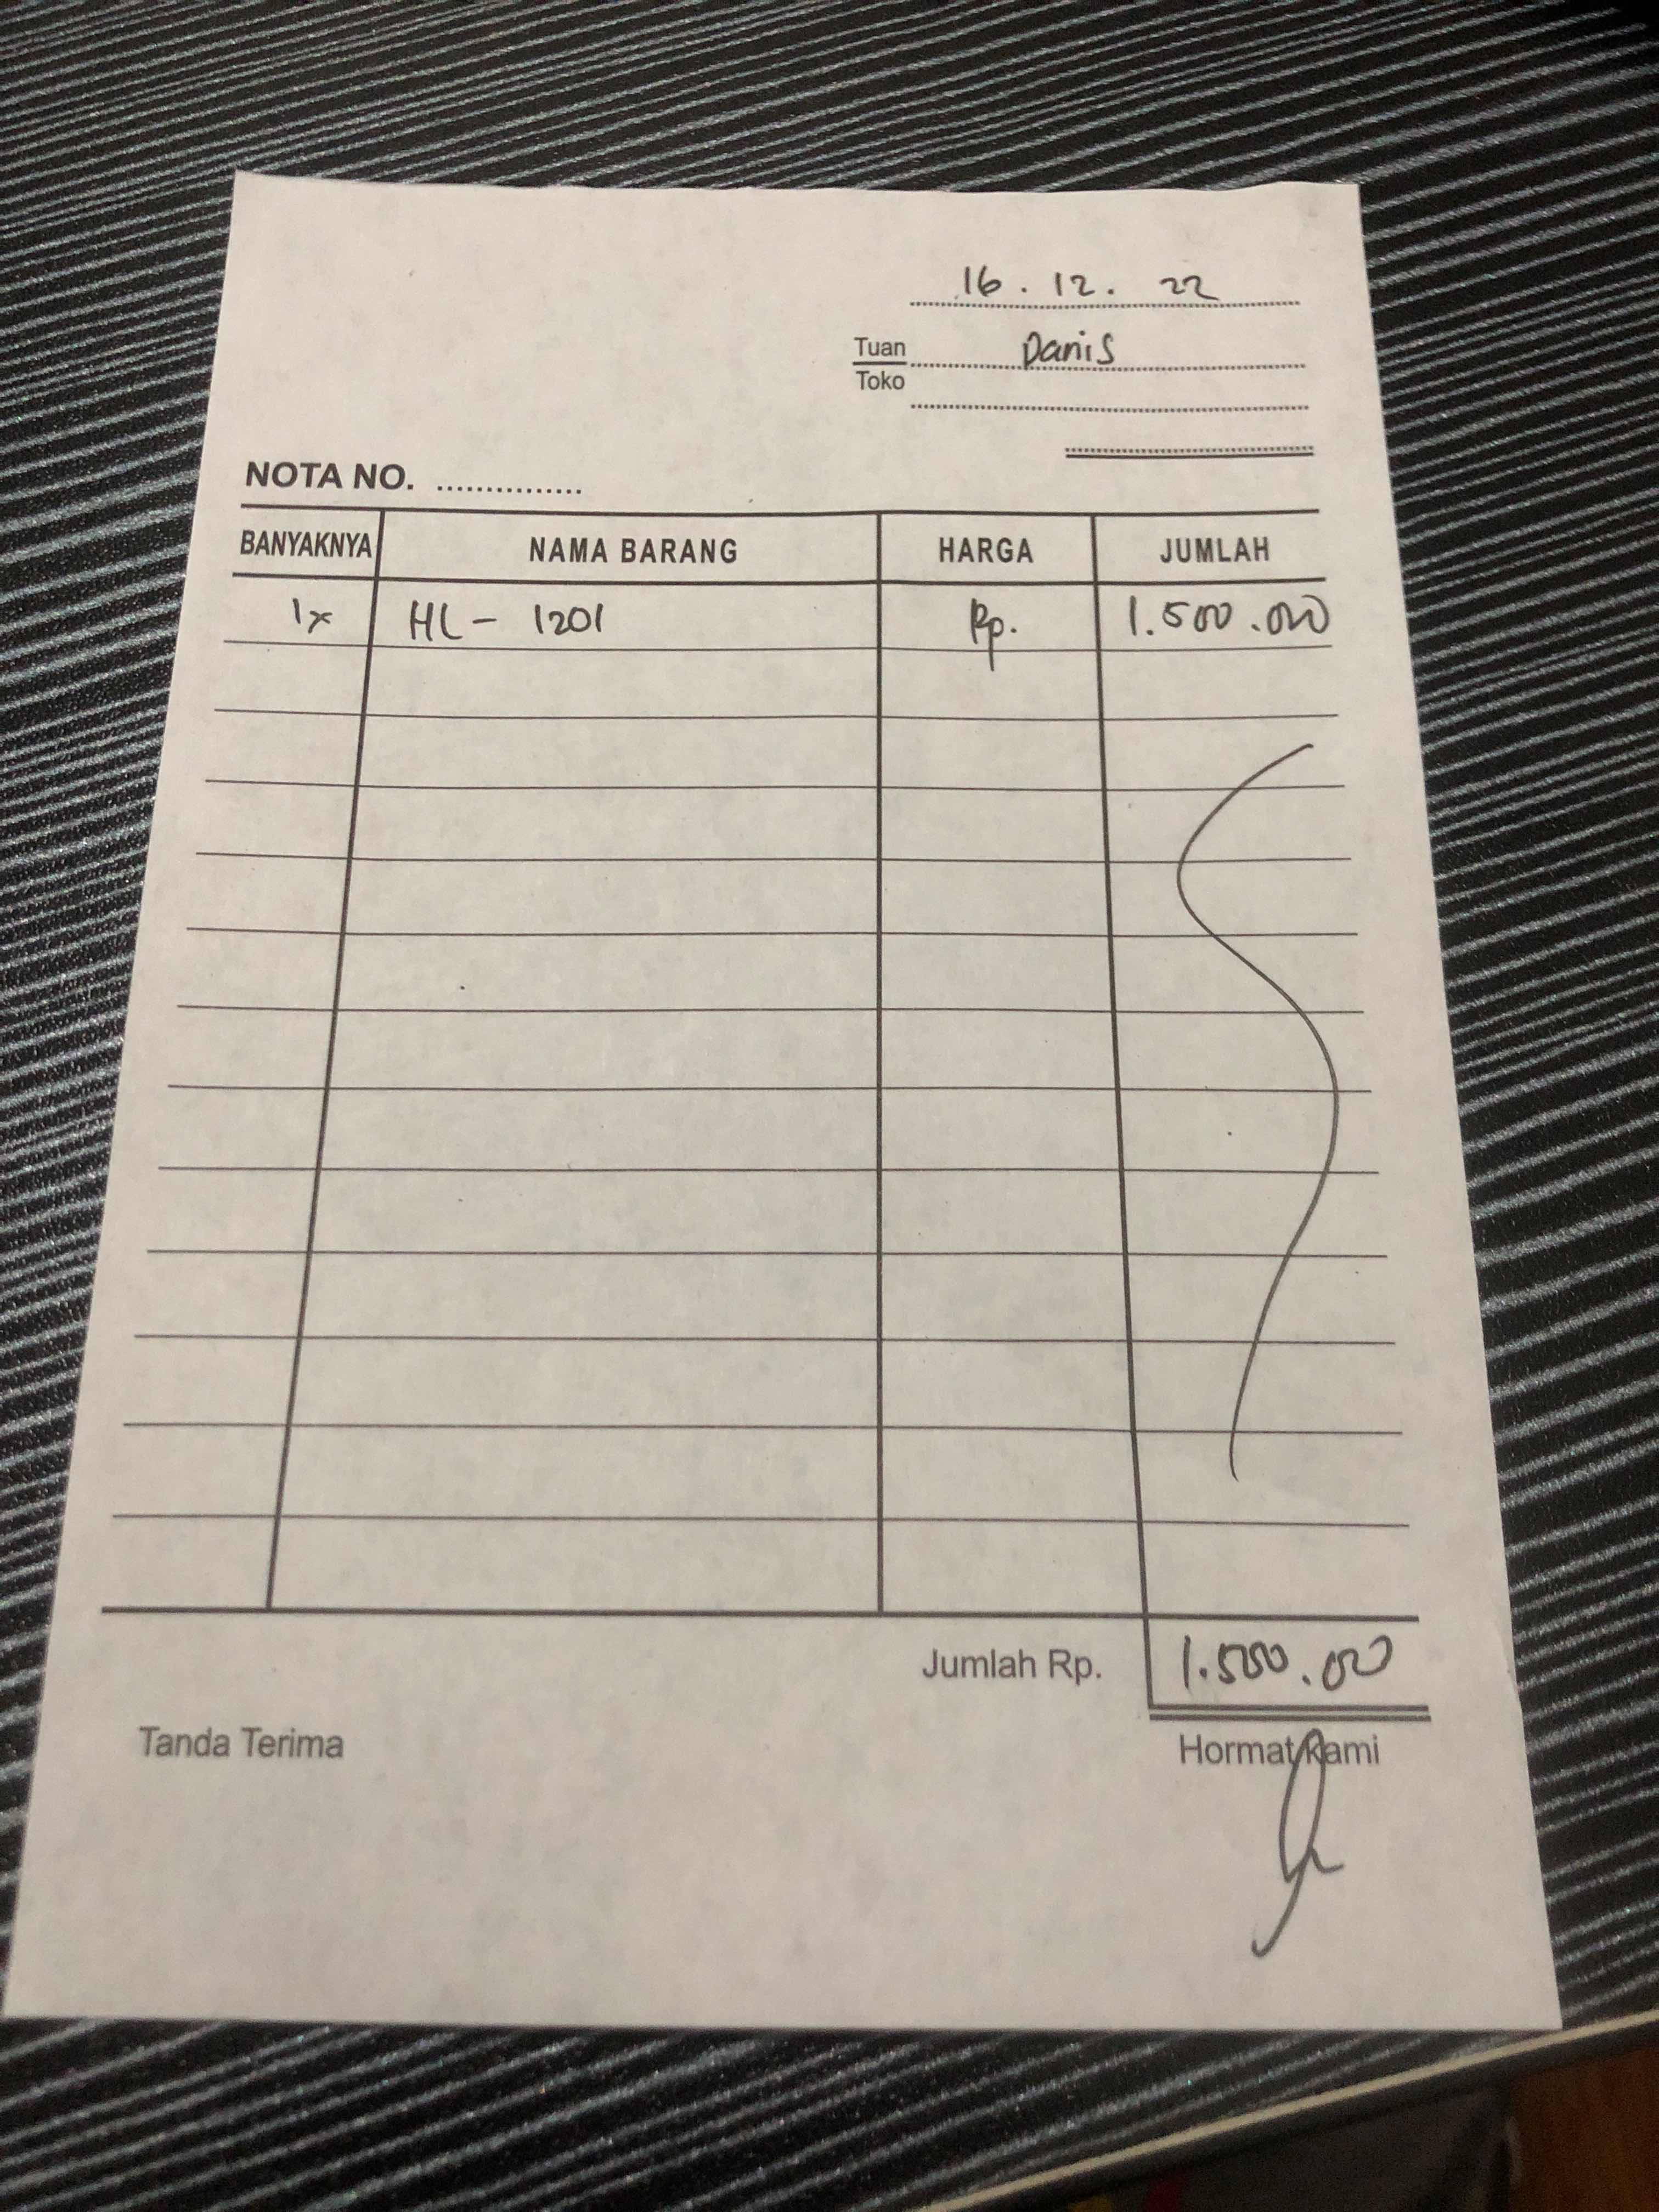 16 . 12 . 22
Tuan Danis
Toko
NOTA NO. ...............
BANYAKNYA NAMA BARANG HARGA JUMLAH
1x HL - 1201 Rp. 1.500.000
Jumlah Rp. 1.500.00
Tanda Terima Hormat Kami